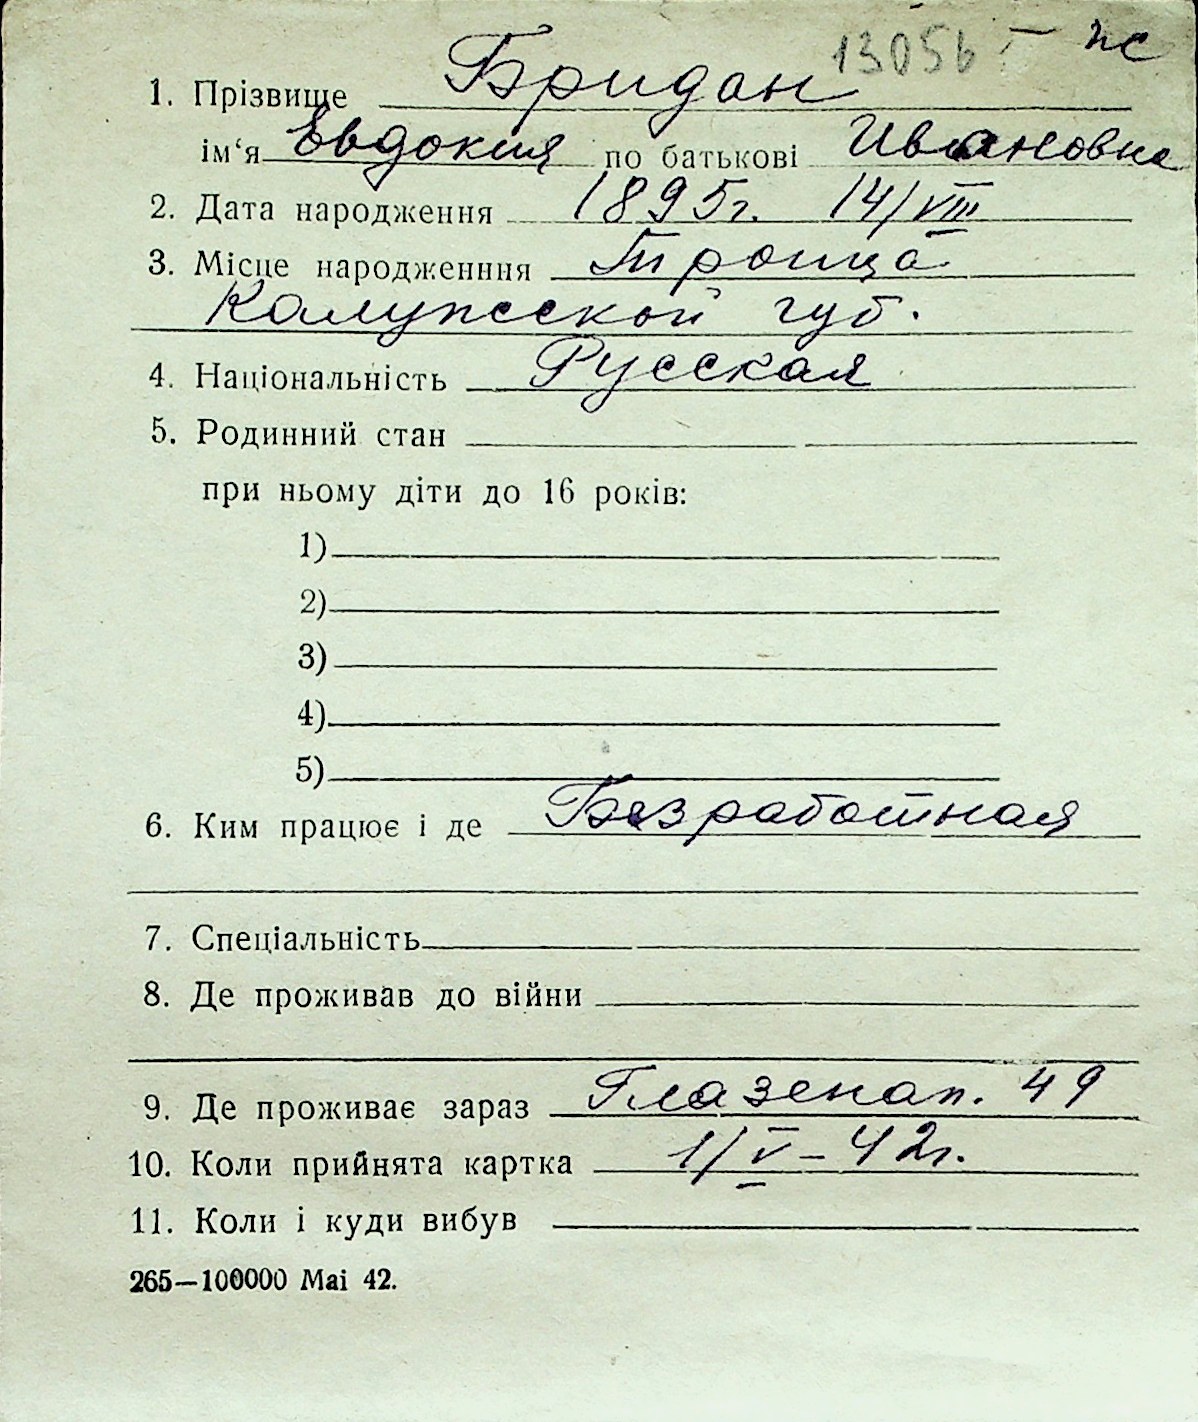 13056 жс
1. Прізвище Бридан
ім‘я Евдокия по батькові Ивановна
2. Дата народження 1895г. 14/VIII
3. Місце народженння Троица
Калужской губ.
4. Національність Русская
5. Родинний стан
при ньому діти до 16 років:
1)
2)
3)
4)
5)
6. Ким працює і де Безработная
7. Спеціальність
8. Де проживав до війни
9. Де проживає зараз Глазенап. 49
10. Коли прийнята картка 1/V – 42г.
11. Коли і куди вибув
265—100000 Mai 42.